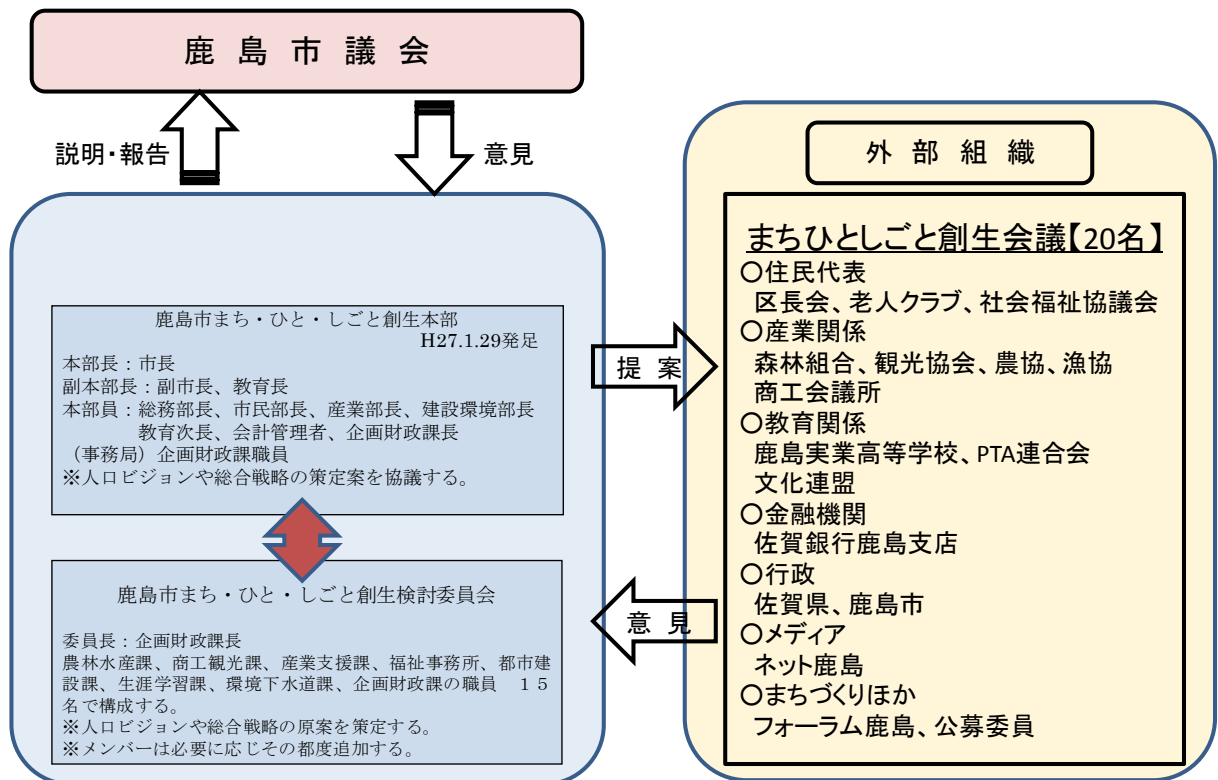 鹿島市議会
説明・報告
意見
鹿島市まち・ひと・しごと創生本部
H27.1.29発足
本部長：市長
副本部長：副市長、教育長
本部員：総務部長、市民部長、産業部長、建設環境部長
教育次長、会計管理者、企画財政課長
（事務局）企画財政課職員
※人口ビジョンや総合戦略の策定案を協議する。
鹿島市まち・ひと・しごと創生検討委員会
委員長：企画財政課長
農林水産課、商工観光課、産業支援課、福祉事務所、都市建
設課、生涯学習課、環境下水道課、企画財政課の職員　１５
名で構成する。
※人口ビジョンや総合戦略の原案を策定する。
※メンバーは必要に応じその都度追加する。
提案
意見
外部組織
まちひとしごと創生会議【20名】
○住民代表
区長会、老人クラブ、社会福祉協議会
○産業関係
森林組合、観光協会、農協、漁協
商工会議所
○教育関係
鹿島実業高等学校、PTA連合会
文化連盟
○金融機関
佐賀銀行鹿島支店
○行政
佐賀県、鹿島市
○メディア
ネット鹿島
○まちづくりほか
フォーラム鹿島、公募委員